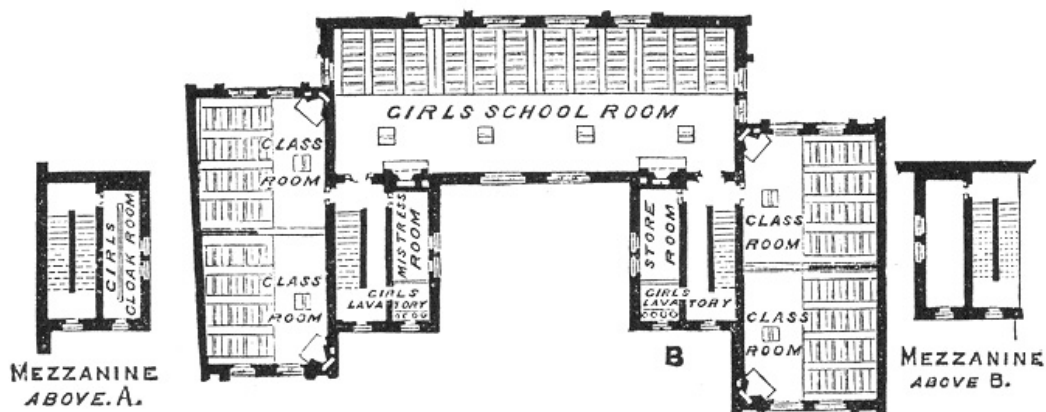 GIRLS SCHOOL ROOM
CLASS
ROOM
CLASS
ROOM
MISTRESS
ROOM
GIRLS
LAVATORY
GIRLS
CLOAK ROOM
MEZZANINE
ABOVE. A.
STORE
ROOM
GIRLS
LAVATORY
B
CLASS
ROOM
CLASS
ROOM
MEZZANINE
ABOVE B.